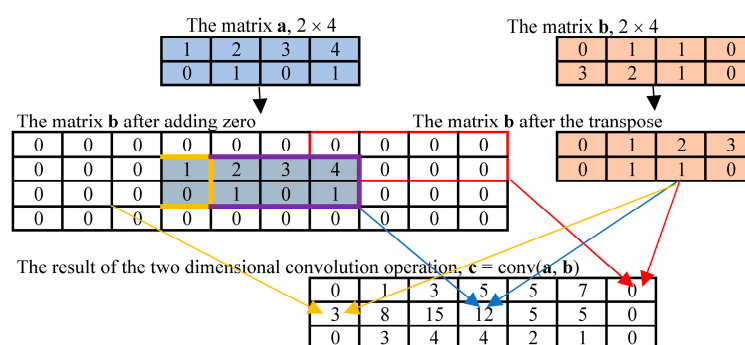 The matrix a, 2 × 4
The matrix b, 2 × 4
1 2 3 4
0 1 0 1
0 1 1 0
3 2 1 0
The matrix b after adding zero
The matrix b after the transpose
0 0 0 0 0 0 0 0 0 0
0 0 0 1 2 3 4 0 0 0
0 0 0 0 1 0 1 0 0 0
0 0 0 0 0 0 0 0 0 0
0 1 2 3
0 1 1 0
The result of the two dimensional convolution operation, c = conv(a, b)
0 1 3 5 5 7 0
3 8 15 12 5 5 0
0 3 4 4 2 1 0